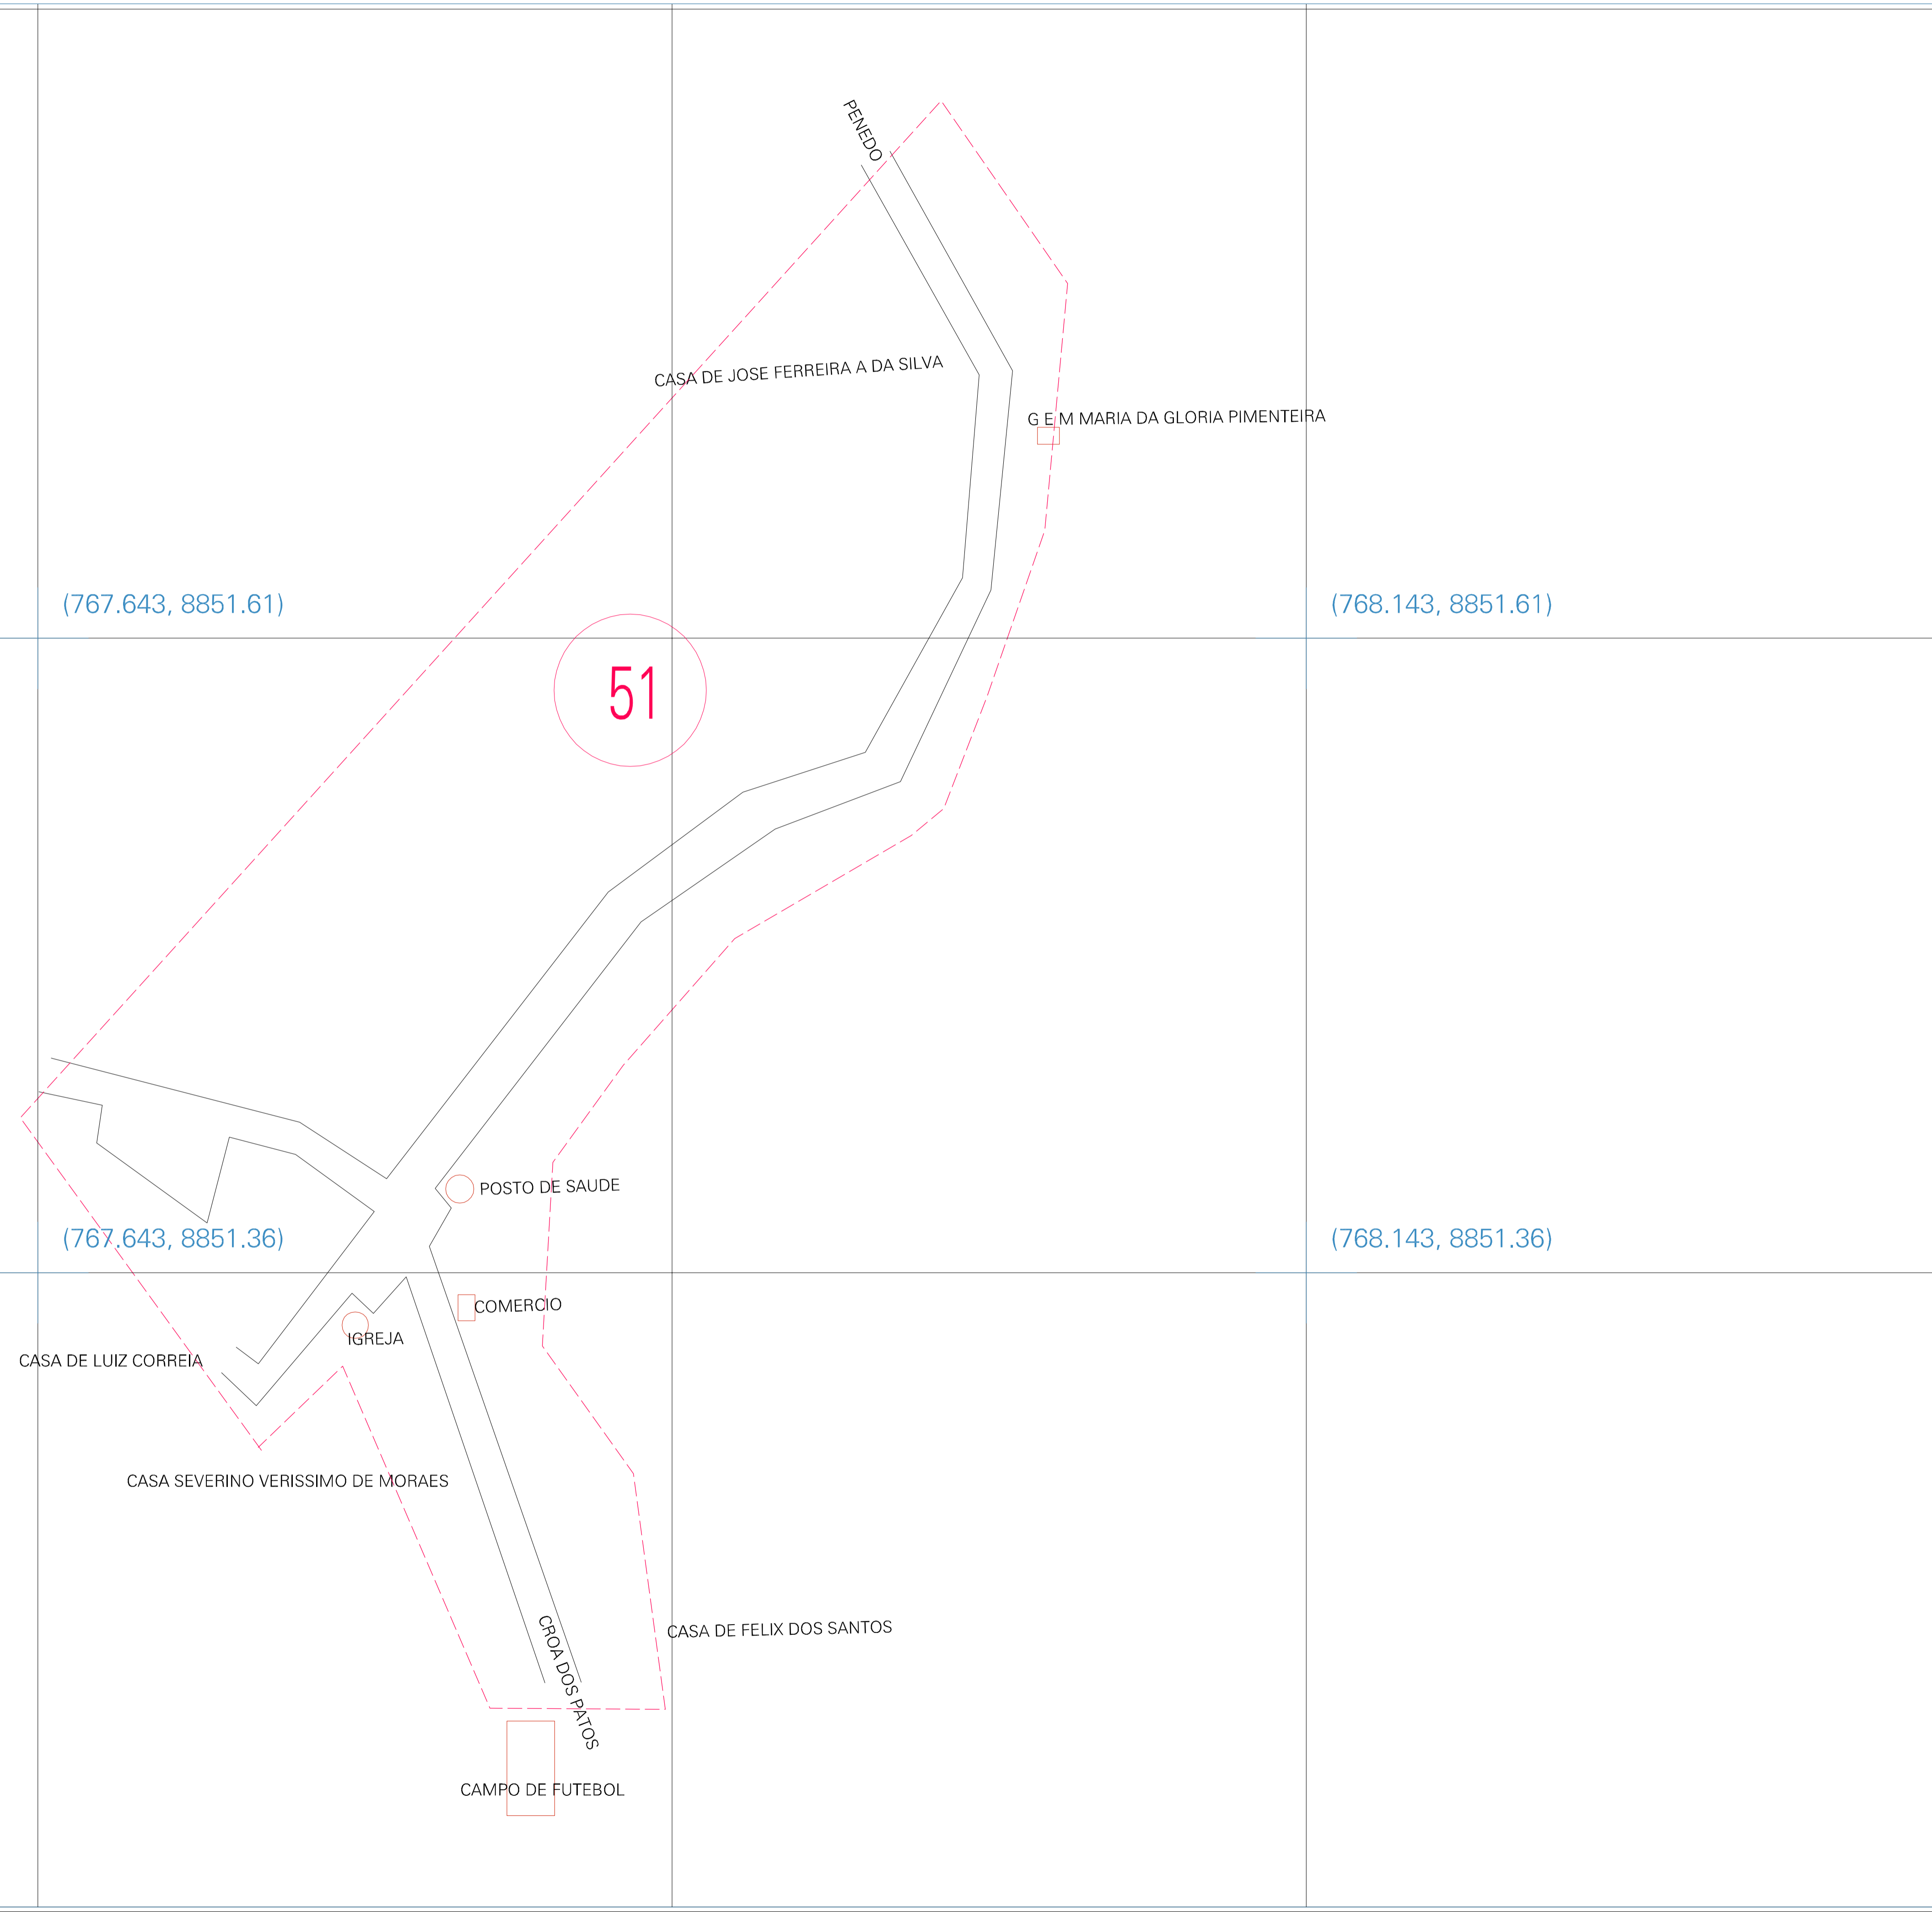 PENEDO
CASA DE JOSE FERREIRA A DA SILVA
G E M MARIA DA GLORIA PIMENTEIRA
(767.643, 8851.61)
(768.143, 8851.61)
51
POSTO DE SAUDE
(767.643, 8851.36)
(768.143, 8851.36)
COMERCIO
IGREJA
CASA DE LUIZ CORREIA
CASA SEVERINO VERISSIMO DE MORAES
CASA DE FELIX DOS SANTOS
CROA DOS PATOS
CAMPO DE FUTEBOL